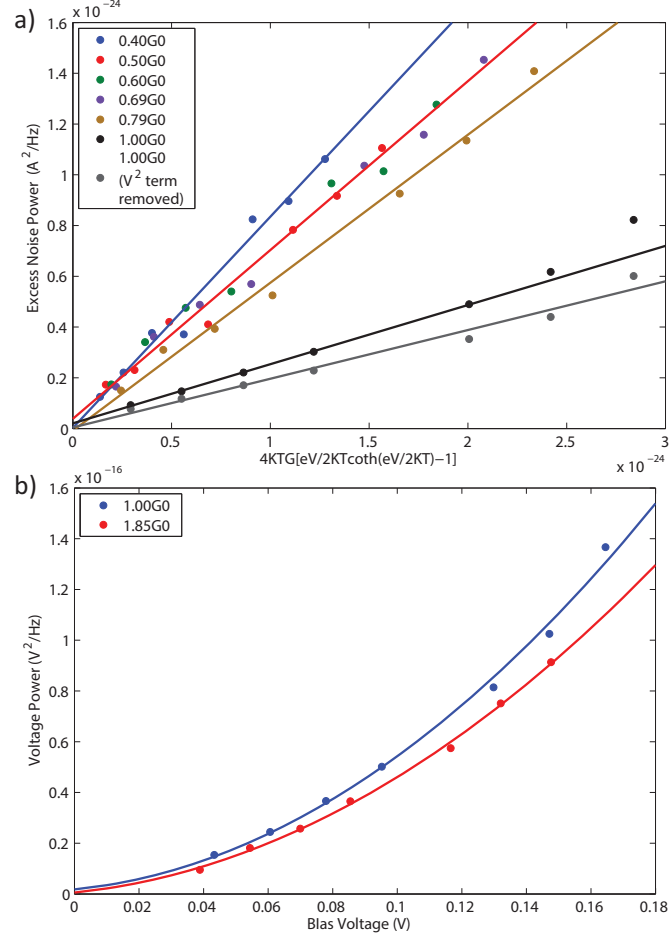 a)
x 10⁻²⁴
1.6
1.4
1.2
1
0.8
0.6
0.4
0.2
0
Excess Noise Power (A²/Hz)
0.40G0
0.50G0
0.60G0
0.69G0
0.79G0
1.00G0
1.00G0
(V² term
removed)
0 0.5 1 1.5 2 2.5 3
4KTG[eV/2KTcoth(eV/2KT)−1]
x 10⁻²⁴
b)
x 10⁻¹⁶
1.6
1.4
1.2
1
0.8
0.6
0.4
0.2
0
Voltage Power (V²/Hz)
1.00G0
1.85G0
0 0.02 0.04 0.06 0.08 0.1 0.12 0.14 0.16 0.18
BIas Voltage (V)